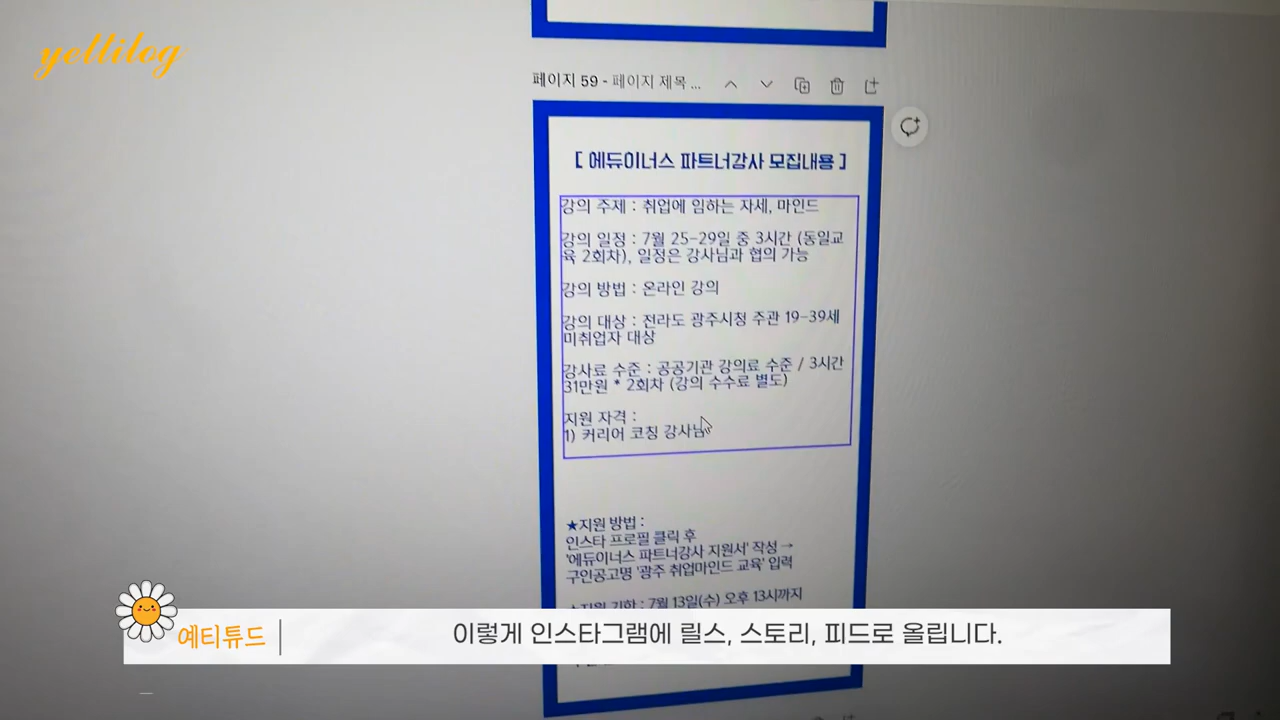 yellilog
페이지 59 - 페이지 제목 ...
[ 에듀이너스 파트너강사 모집내용 ]
강의 주제 : 취업에 임하는 자세, 마인드
강의 일정 : 7월 25-29일 중 3시간 (동일교
육 2회차), 일정은 강사님과 협의 가능
강의 방법 : 온라인 강의
강의 대상 : 전라도 광주시청 주관 19-39세
미취업자 대상
강사료 수준 : 공공기관 강의료 수준 / 3시간
31만원 * 2회차 (강의 수수료 별도)
지원 자격 :
1) 커리어 코칭 강사님
★지원 방법 :
인스타 프로필 클릭 후
'에듀이너스 파트너강사 지원서' 작성 →
구인공고명 '광주 취업마인드 교육' 입력
★지원 기한 : 7월 13일(수) 오후 13시까지
예티튜드
이렇게 인스타그램에 릴스, 스토리, 피드로 올립니다.